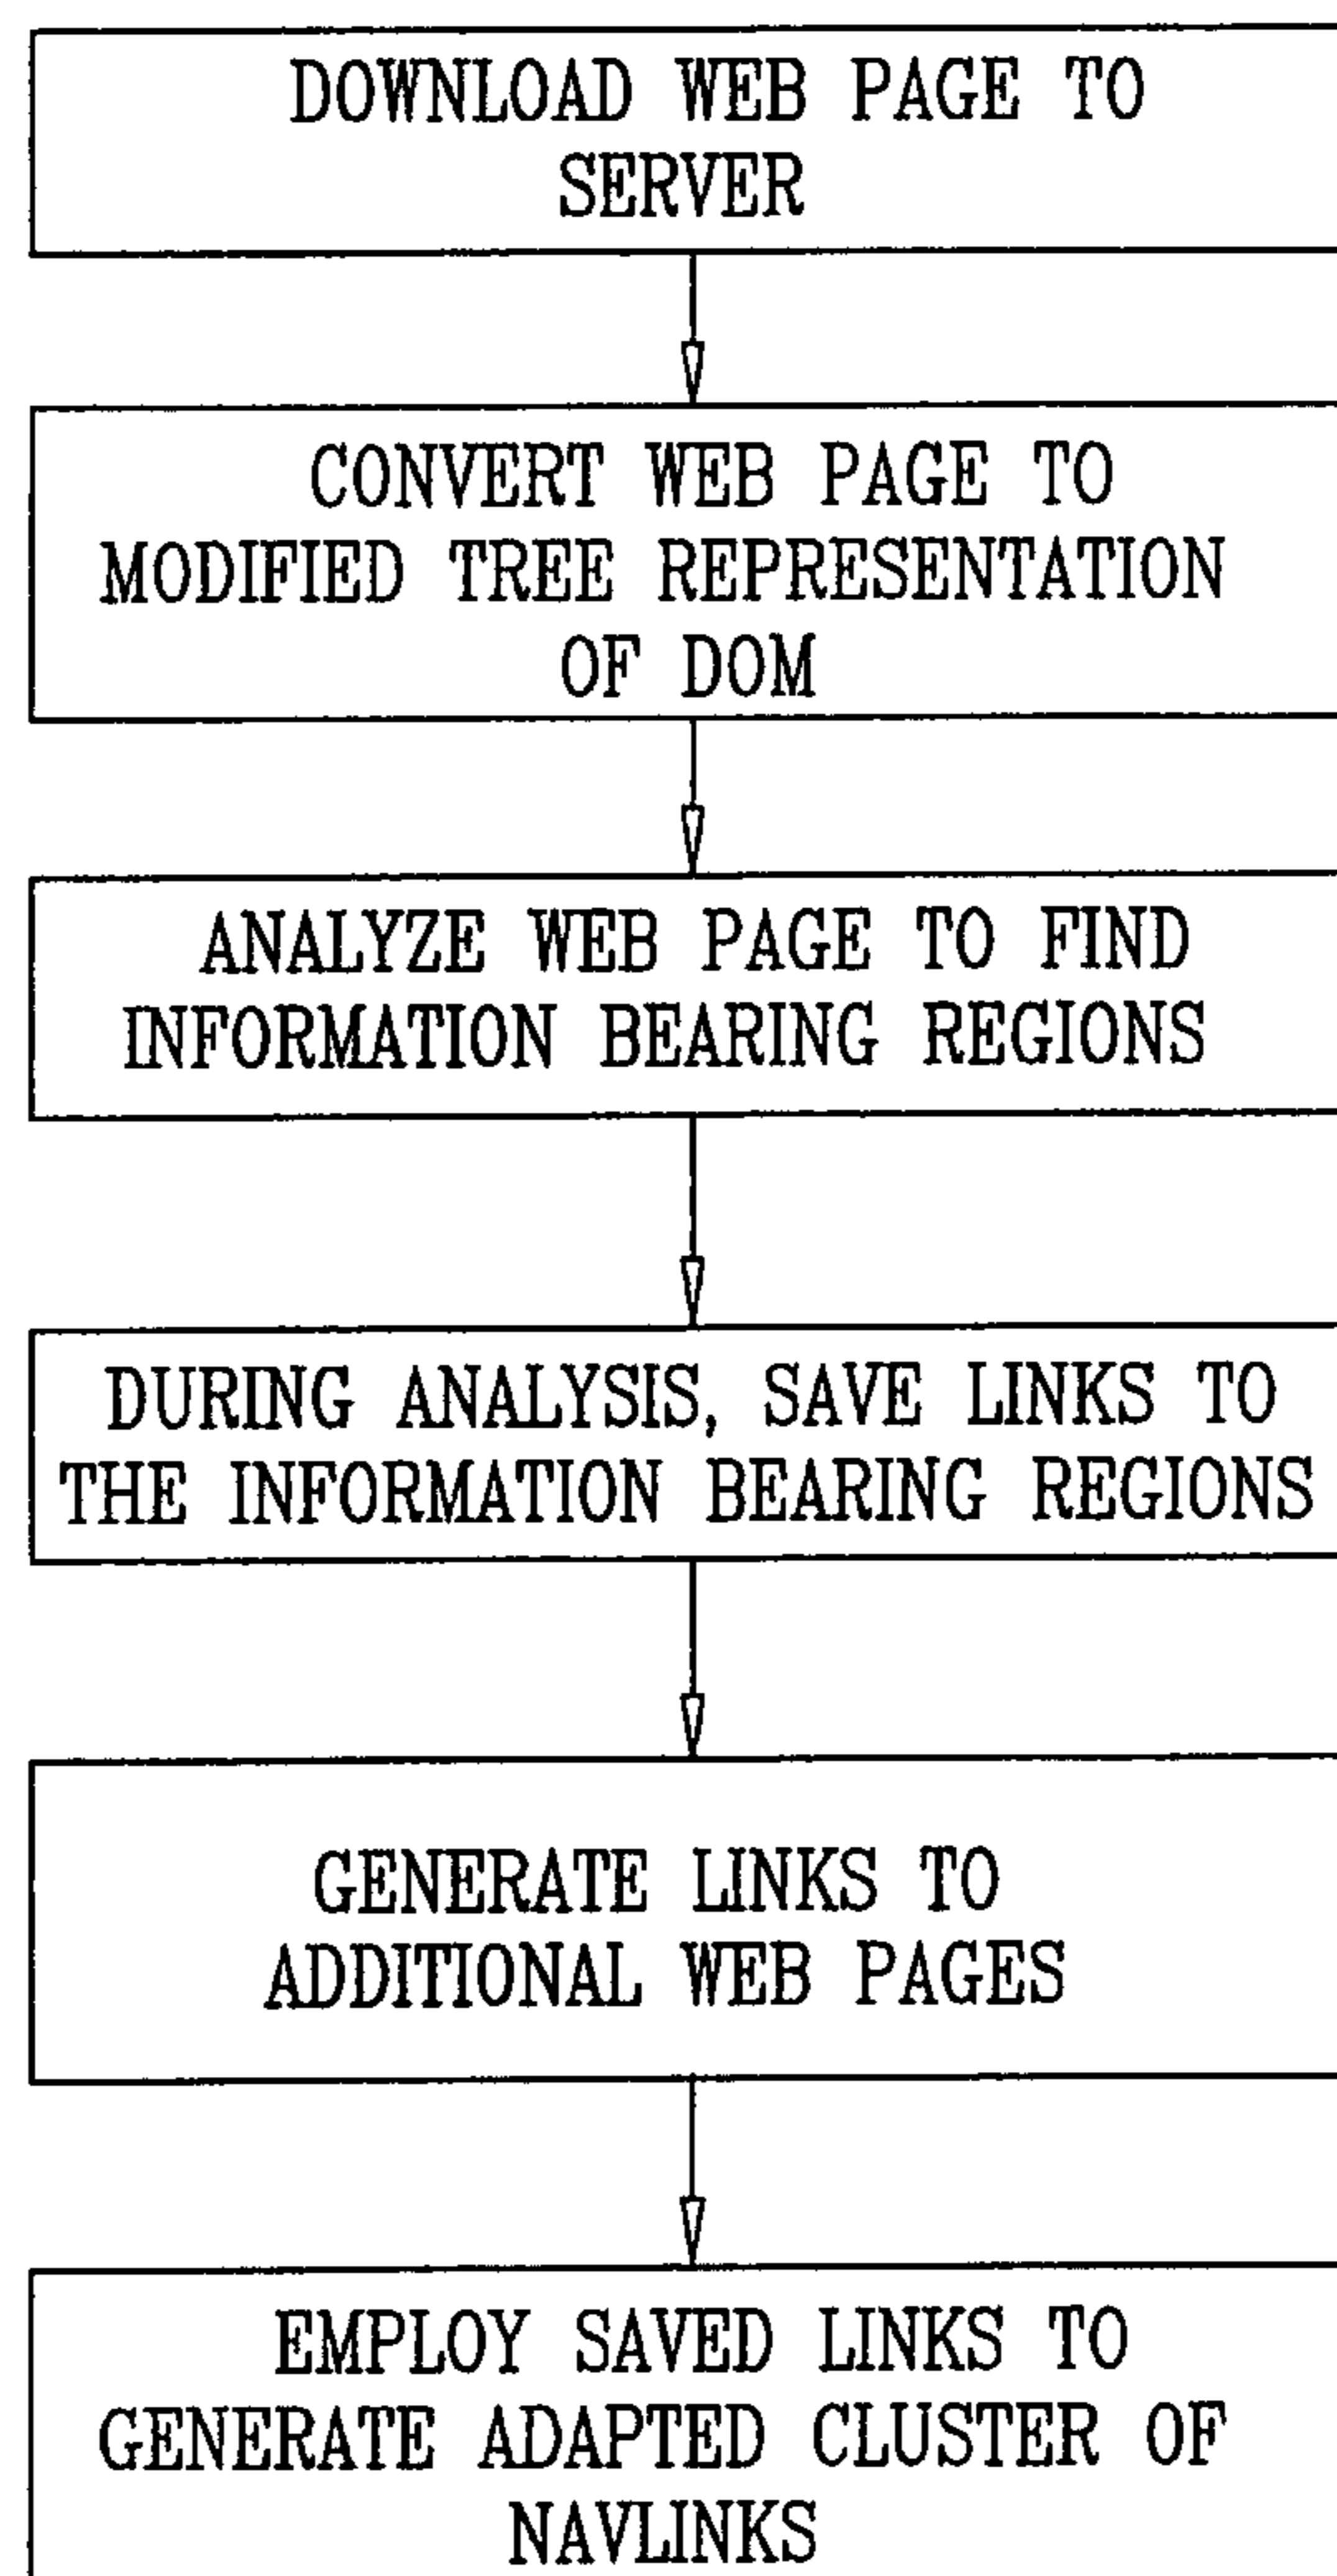 DOWNLOAD WEB PAGE TO
SERVER
CONVERT WEB PAGE TO
MODIFIED TREE REPRESENTATION
OF DOM
ANALYZE WEB PAGE TO FIND
INFORMATION BEARING REGIONS
DURING ANALYSIS, SAVE LINKS TO
THE INFORMATION BEARING REGIONS
GENERATE LINKS TO
ADDITIONAL WEB PAGES
EMPLOY SAVED LINKS TO
GENERATE ADAPTED CLUSTER OF
NAVLINKS